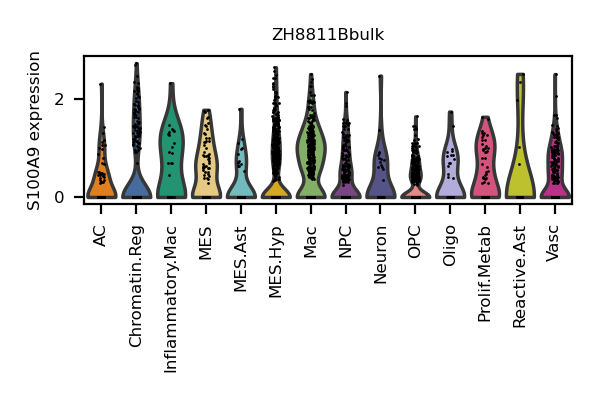 ZH8811Bbulk
S100A9 expression
2
0
AC
Chromatin.Reg
Inflammatory.Mac
MES
MES.Ast
MES.Hyp
Mac
NPC
Neuron
OPC
Oligo
Prolif.Metab
Reactive.Ast
Vasc